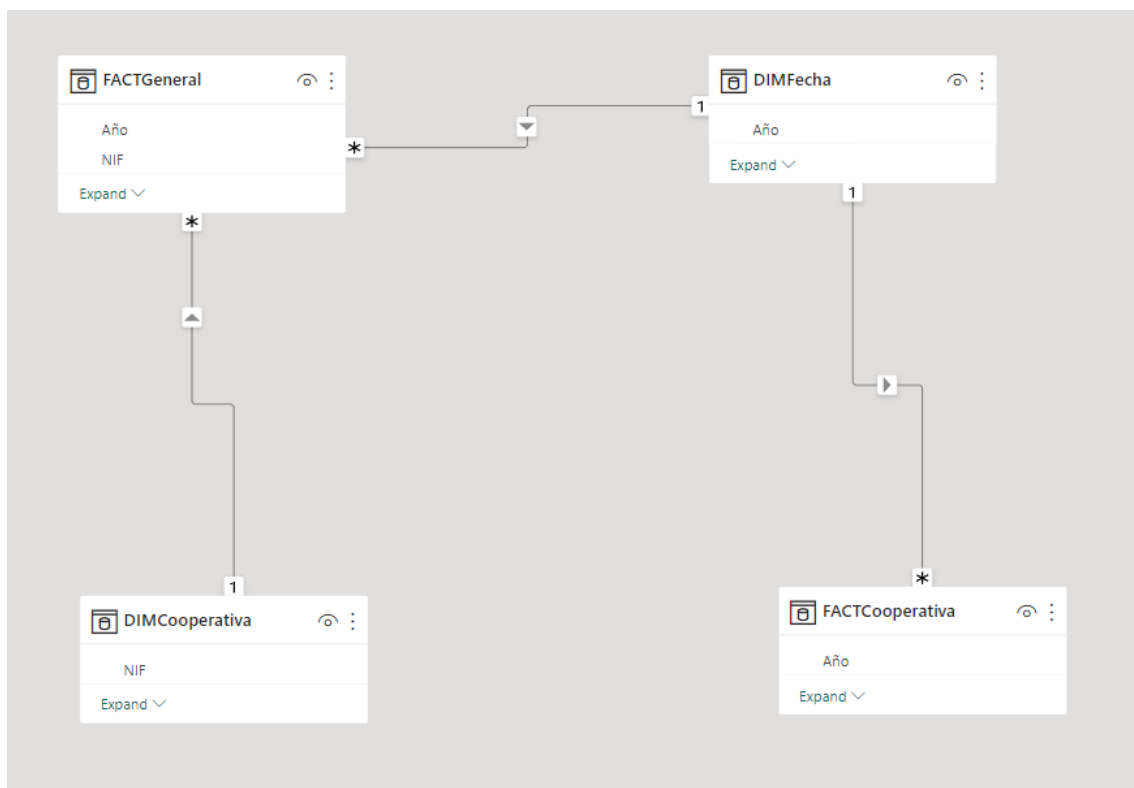 FACTGeneral
Año
NIF
Expand
*
*
DIMFecha
Año
Expand
1
1
DIMCooperativa
NIF
Expand
1
FACTCooperativa
Año
Expand
*